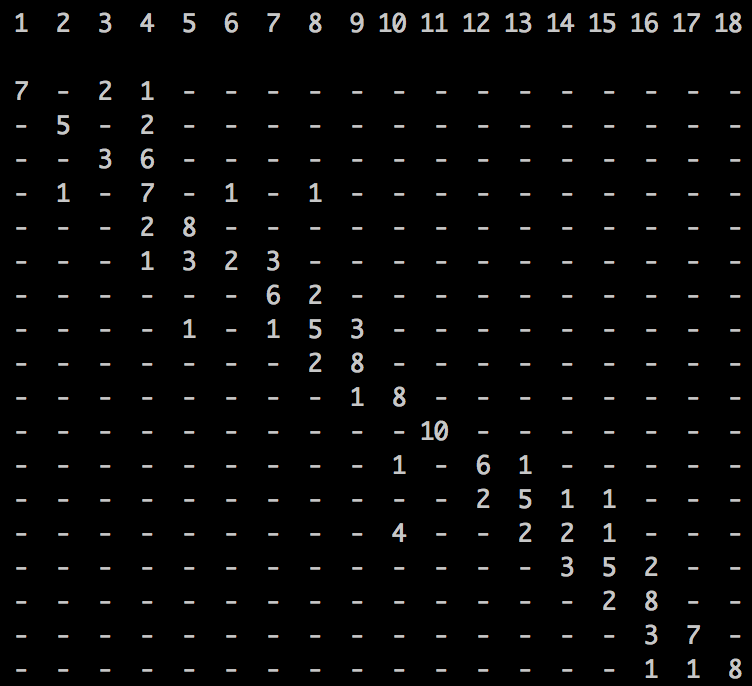 1 2 3 4 5 6 7 8 9 10 11 12 13 14 15 16 17 18
7 - 2 1 - - - - - - - - - - - - - -
- 5 - 2 - - - - - - - - - - - - - -
- - 3 6 - - - - - - - - - - - - - -
- 1 - 7 - 1 - 1 - - - - - - - - - -
- - - 2 8 - - - - - - - - - - - - -
- - - 1 3 2 3 - - - - - - - - - - -
- - - - - - 6 2 - - - - - - - - - -
- - - - 1 - 1 5 3 - - - - - - - - -
- - - - - - - 2 8 - - - - - - - - -
- - - - - - - - 1 8 - - - - - - - -
- - - - - - - - - - 10 - - - - - - -
- - - - - - - - - 1 - 6 1 - - - - -
- - - - - - - - - - - 2 5 1 1 - - -
- - - - - - - - - 4 - - 2 2 1 - - -
- - - - - - - - - - - - - 3 5 2 - -
- - - - - - - - - - - - - - 2 8 - -
- - - - - - - - - - - - - - - 3 7 -
- - - - - - - - - - - - - - - 1 1 8